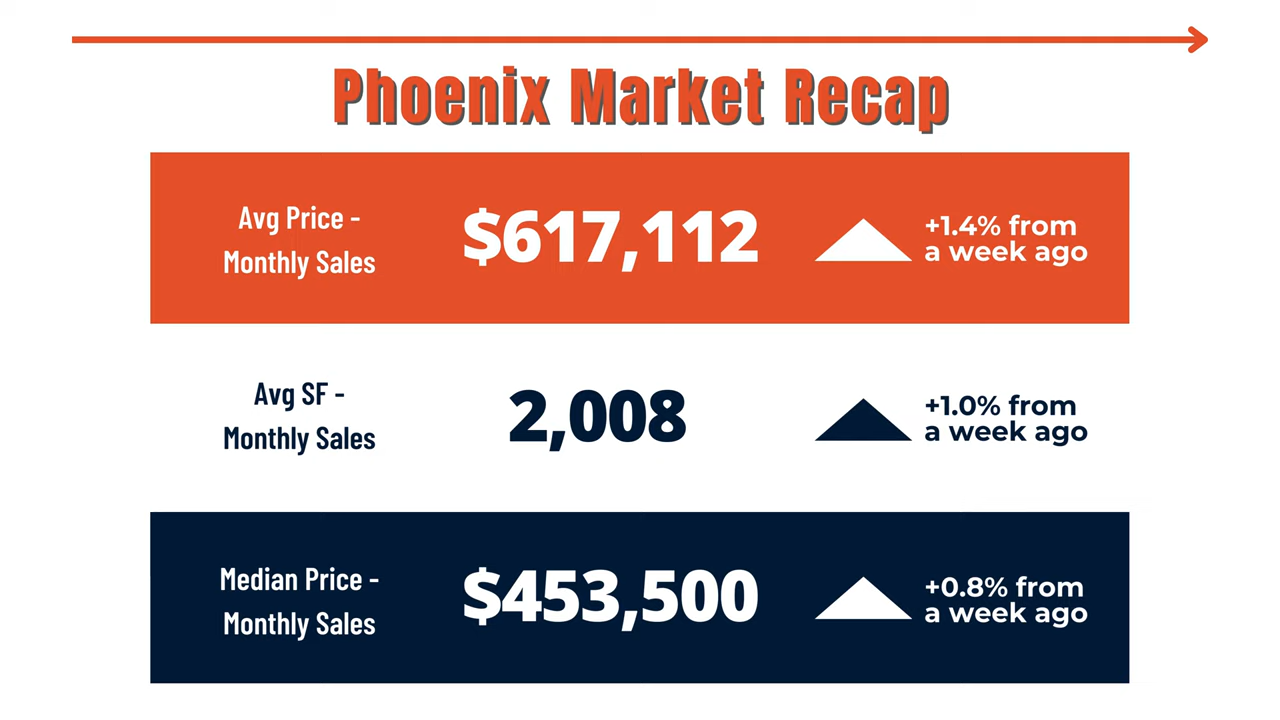 Phoenix Market Recap
Avg Price -
Monthly Sales
$617,112
+1.4% from
a week ago
Avg SF -
Monthly Sales
2,008
+1.0% from
a week ago
Median Price -
Monthly Sales
$453,500
+0.8% from
a week ago